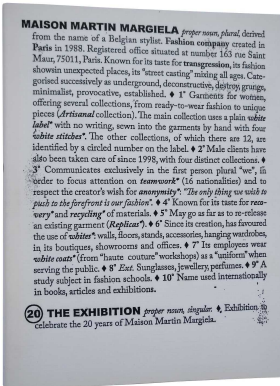 MAISON MARTIN MARGIELA proper noun, plural, derived
from the name of a Belgian stylist. Fashion company created in
Paris in 1988. Registered office situated at number 163 rue Saint
Maur, 75011, Paris. Known for its taste for transgression, its fashion
shows in unexpected places, its "street casting" mixing all ages. Cate-
gorised successively as underground, deconstructive, destroy, grunge,
minimalist, provocative, established. ♦ 1° Garments for women,
offering several collections, from ready-to-wear fashion to unique
pieces (Artisanal collection). The main collection uses a plain white
label* with no writing, sewn into the garments by hand with four
white stitches*. The other collections, of which there are 12, are
identified by a circled number on the label. ♦ 2° Male clients have
also been taken care of since 1998, with four distinct collections. ♦
3° Communicates exclusively in the first person plural "we", in
order to focus attention on teamwork* (16 nationalities) and to
respect the creator's wish for anonymity*: "The only thing we wish to
push to the forefront is our fashion". ♦ 4° Known for its taste for reco-
very* and recycling* of materials. ♦ 5° May go as far as to re-release
an existing garment (Replicas*). ♦ 6° Since its creation, has favoured
the use of whites*: walls, floors, stands, accessories, hanging wardrobes,
in its boutiques, showrooms and offices. ♦ 7° Its employees wear
white coats* (from "haute couture" workshops) as a "uniform" when
serving the public. ♦ 8° Ext. Sunglasses, jewellery, perfumes. ♦ 9° A
study subject in fashion schools. ♦ 10° Name used internationally
in books, articles and exhibitions.
20 THE EXHIBITION proper noun, singular. ♦ Exhibition to
celebrate the 20 years of Maison Martin Margiela.